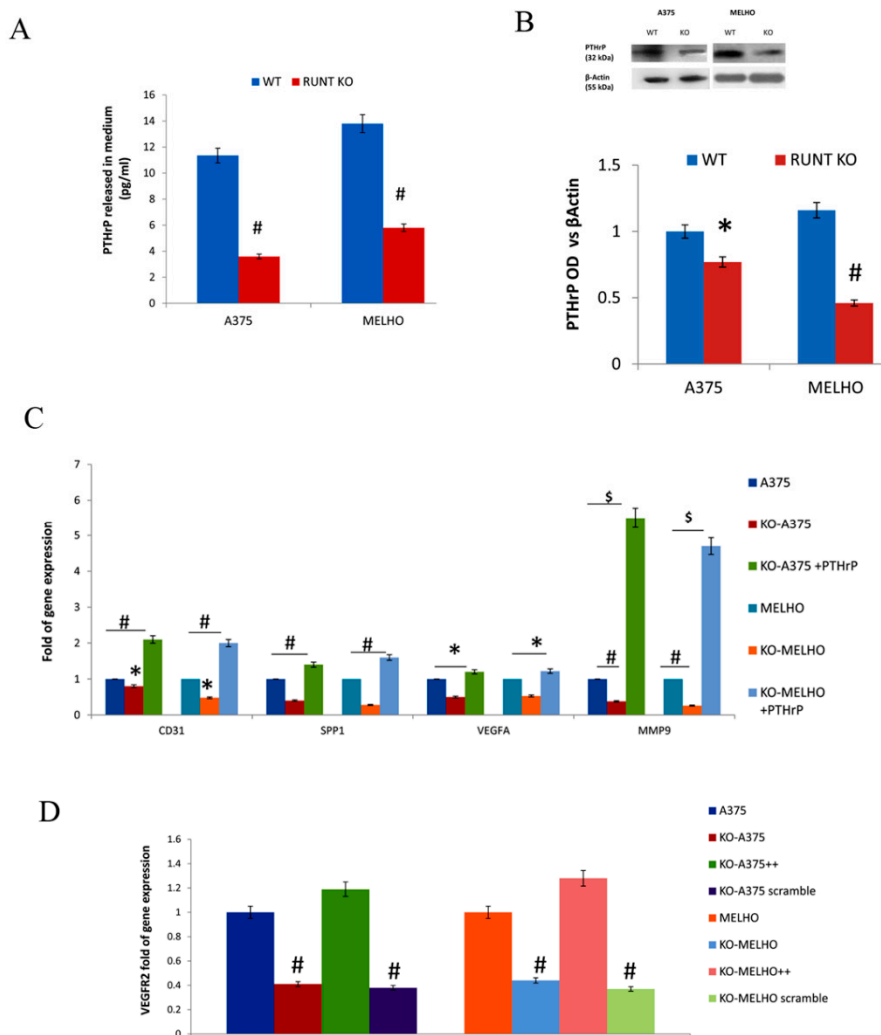 A
WT RUNT KO
PTHrP released in medium
(pg/ml)
16
14
12
10
8
6
4
2
0
#
#
A375 MELHO
B
A375 MELHO
WT KO WT KO
PTHrP
(32 kDa)
β-Actin
(55 kDa)
WT RUNT KO
PTHrP OD vs βActin
1.5
1
0.5
0
*
#
A375 MELHO
C
Fold of gene expression
7
6
5
4
3
2
1
0
# # # # * * $ $
* * # #
CD31 SPP1 VEGFA MMP9
A375
KO-A375
KO-A375 +PTHrP
MELHO
KO-MELHO
KO-MELHO
+PTHrP
D
VEGFR2 fold of gene expression
1.6
1.4
1.2
1
0.8
0.6
0.4
0.2
0
# # # #
A375
KO-A375
KO-A375++
KO-A375 scramble
MELHO
KO-MELHO
KO-MELHO++
KO-MELHO scramble